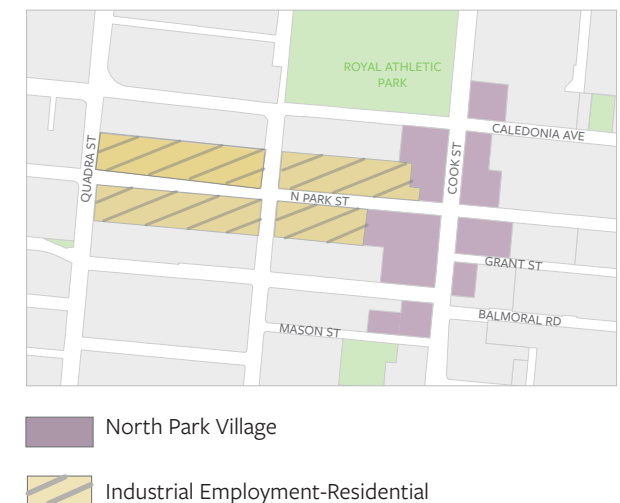 ROYAL ATHLETIC
PARK
CALEDONIA AVE
QUADRA ST
COOK ST
N PARK ST
GRANT ST
BALMORAL RD
MASON ST
North Park Village
Industrial Employment-Residential